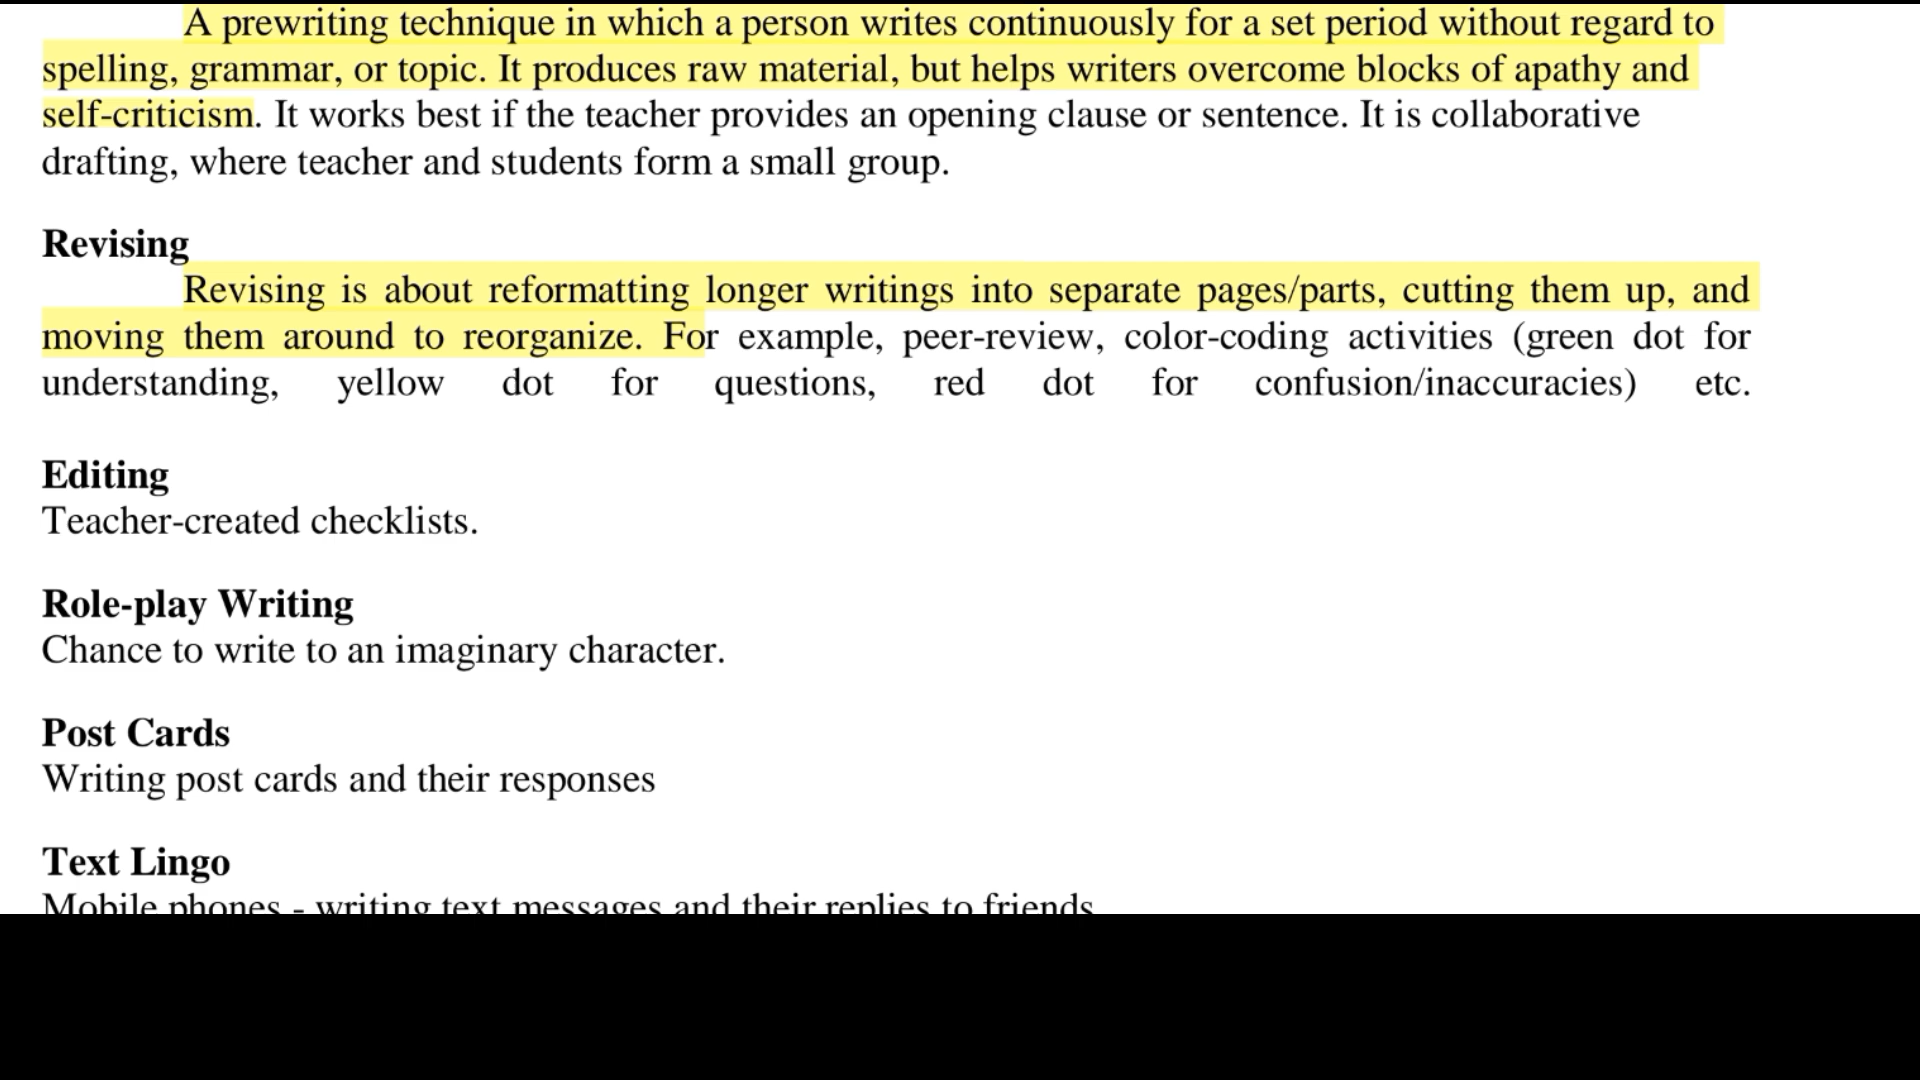 A prewriting technique in which a person writes continuously for a set period without regard to
spelling, grammar, or topic. It produces raw material, but helps writers overcome blocks of apathy and
self-criticism. It works best if the teacher provides an opening clause or sentence. It is collaborative
drafting, where teacher and students form a small group.
Revising
Revising is about reformatting longer writings into separate pages/parts, cutting them up, and
moving them around to reorganize. For example, peer-review, color-coding activities (green dot for
understanding, yellow dot for questions, red dot for confusion/inaccuracies) etc.
Editing
Teacher-created checklists.
Role-play Writing
Chance to write to an imaginary character.
Post Cards
Writing post cards and their responses
Text Lingo
Mobile phones - writing text messages and their replies to friends